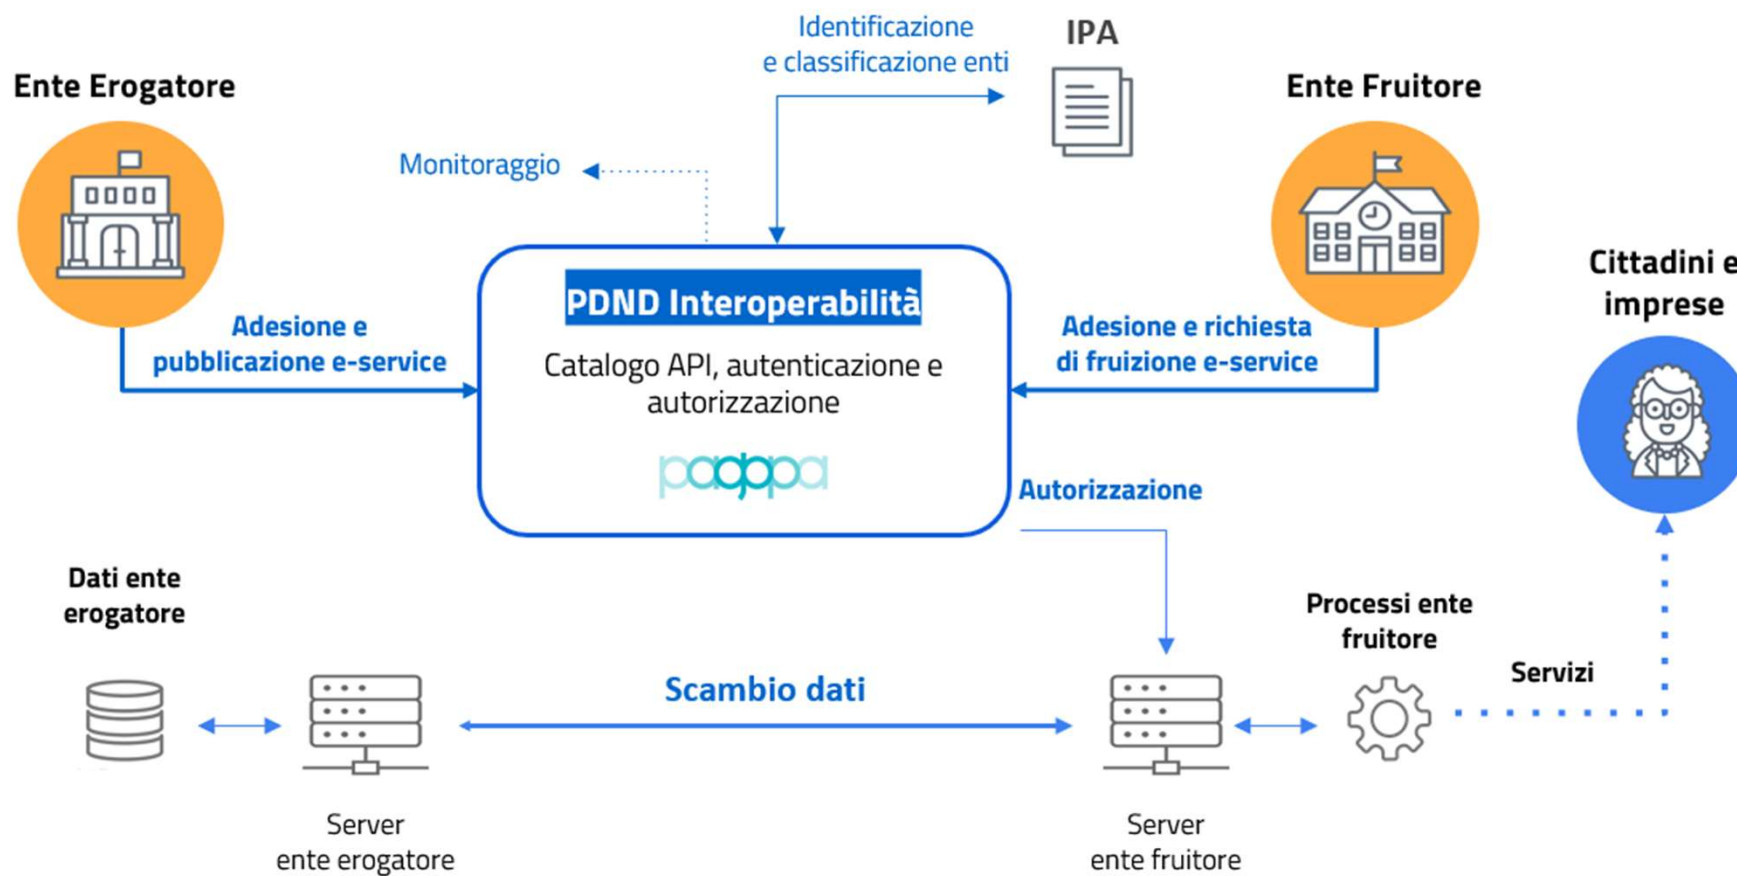 Identificazione
e classificazione enti
IPA
Ente Erogatore
Ente Fruitore
Monitoraggio
Cittadini e
imprese
PDND Interoperabilità
Adesione e
pubblicazione e-service
Adesione e richiesta
di fruizione e-service
Catalogo API, autenticazione e
autorizzazione
pagopa
Autorizzazione
Dati ente
erogatore
Processi ente
fruitore
Servizi
Scambio dati
Server
ente erogatore
Server
ente fruitore